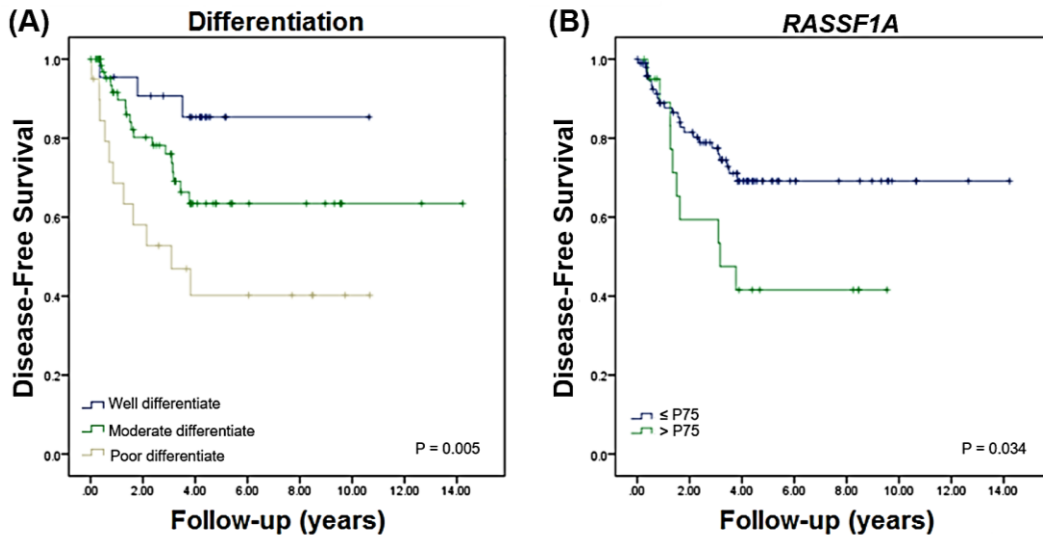 (A)
Differentiation
Disease-Free Survival
1.0
0.8
0.6
0.4
0.2
0.0
Well differentiate
Moderate differentiate
Poor differentiate
P = 0.005
.00 2.00 4.00 6.00 8.00 10.00 12.00 14.00
Follow-up (years)
(B)
RASSF1A
Disease-Free Survival
1.0
0.8
0.6
0.4
0.2
0.0
≤ P75
> P75
P = 0.034
.00 2.00 4.00 6.00 8.00 10.00 12.00 14.00
Follow-up (years)